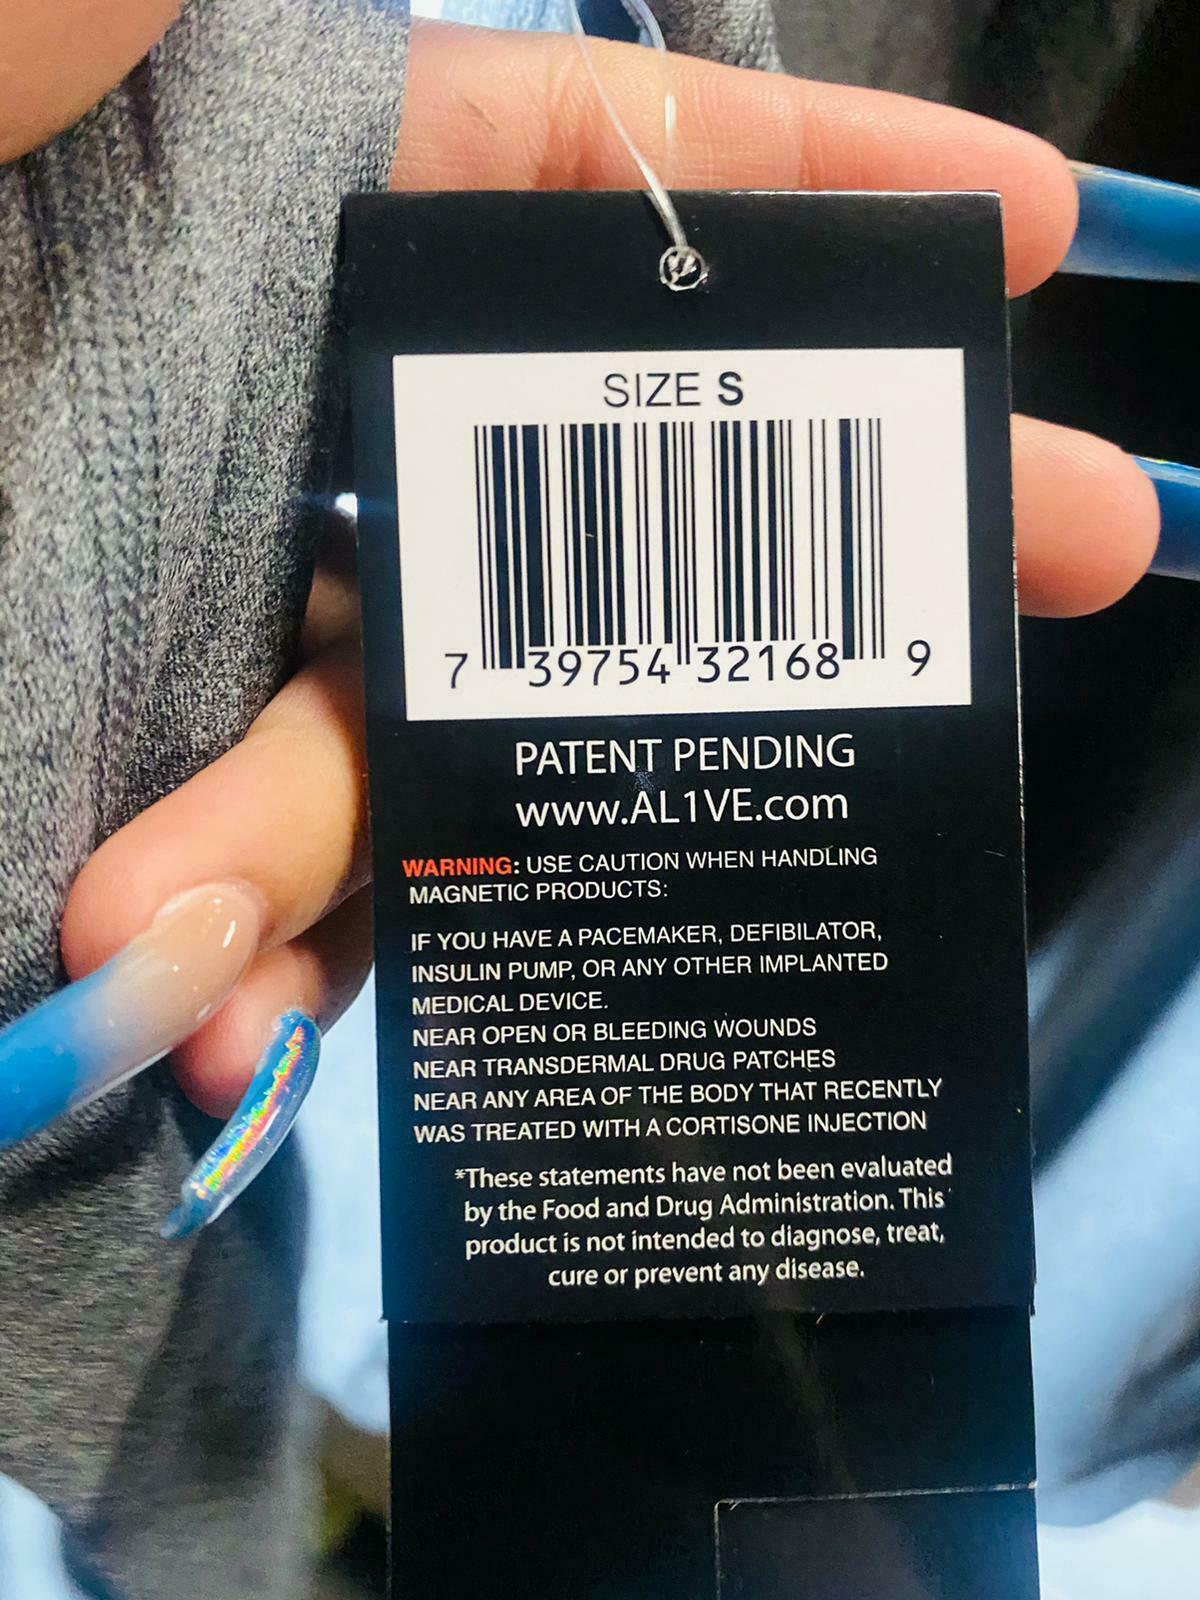 SIZE S
7 39754 32168 9
PATENT PENDING
www.AL1VE.com
WARNING: USE CAUTION WHEN HANDLING
MAGNETIC PRODUCTS:
IF YOU HAVE A PACEMAKER, DEFIBILATOR,
INSULIN PUMP, OR ANY OTHER IMPLANTED
MEDICAL DEVICE.
NEAR OPEN OR BLEEDING WOUNDS
NEAR TRANSDERMAL DRUG PATCHES
NEAR ANY AREA OF THE BODY THAT RECENTLY
WAS TREATED WITH A CORTISONE INJECTION
*These statements have not been evaluated
by the Food and Drug Administration. This
product is not intended to diagnose, treat,
cure or prevent any disease.